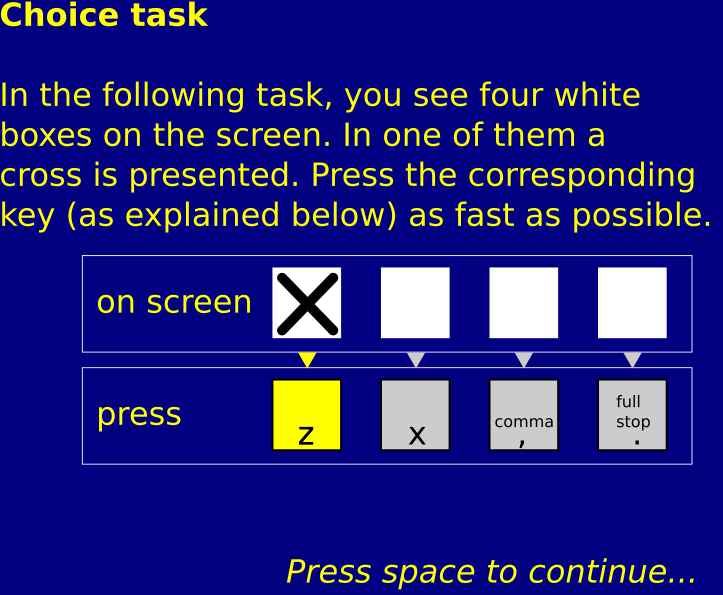 Choice task
In the following task, you see four white
boxes on the screen. In one of them a
cross is presented. Press the corresponding
key (as explained below) as fast as possible.
on screen
press
z
x
comma
,
full
stop
.
Press space to continue...